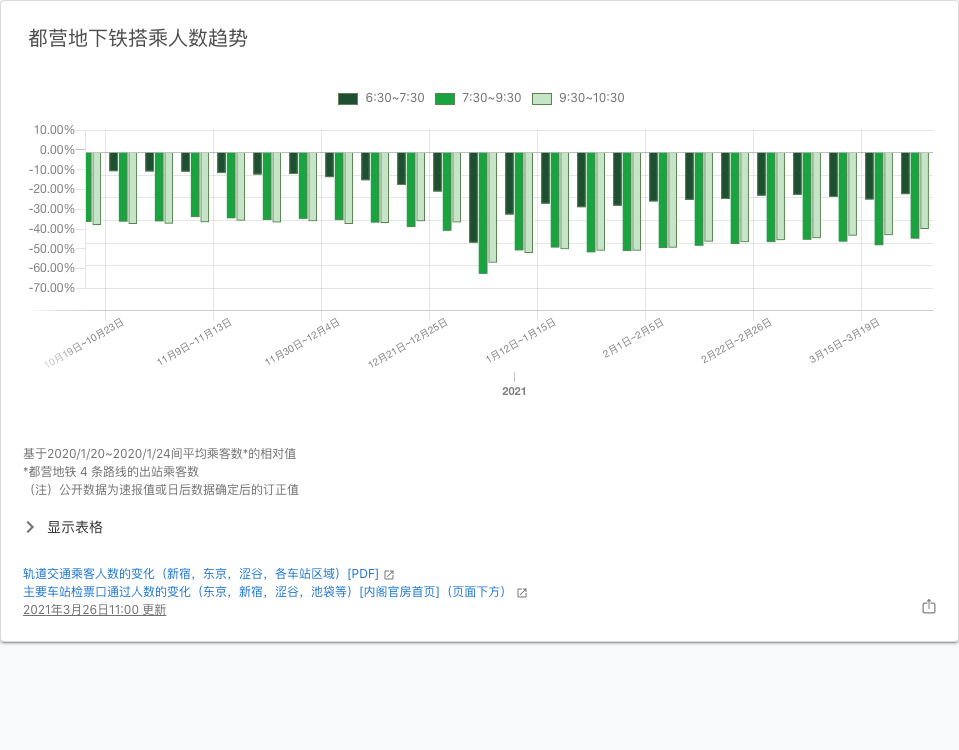 都营地下铁搭乘人数趋势
6:30~7:30 7:30~9:30 9:30~10:30
10.00%
0.00%
-10.00%
-20.00%
-30.00%
-40.00%
-50.00%
-60.00%
-70.00%
10月19日~10月23日 11月9日~11月13日 11月30日~12月4日 12月21日~12月25日 1月12日~1月15日 2月1日~2月5日 2月22日~2月26日 3月15日~3月19日
2021
基于2020/1/20~2020/1/24间平均乘客数*的相对值
*都营地铁 4 条路线的出站乘客数
（注）公开数据为速报值或日后数据确定后的订正值
显示表格
轨道交通乘客人数的变化（新宿，东京，涩谷，各车站区域）[PDF]
主要车站检票口通过人数的变化（东京，新宿，涩谷，池袋等）[内阁官房首页]（页面下方）
2021年3月26日11:00 更新